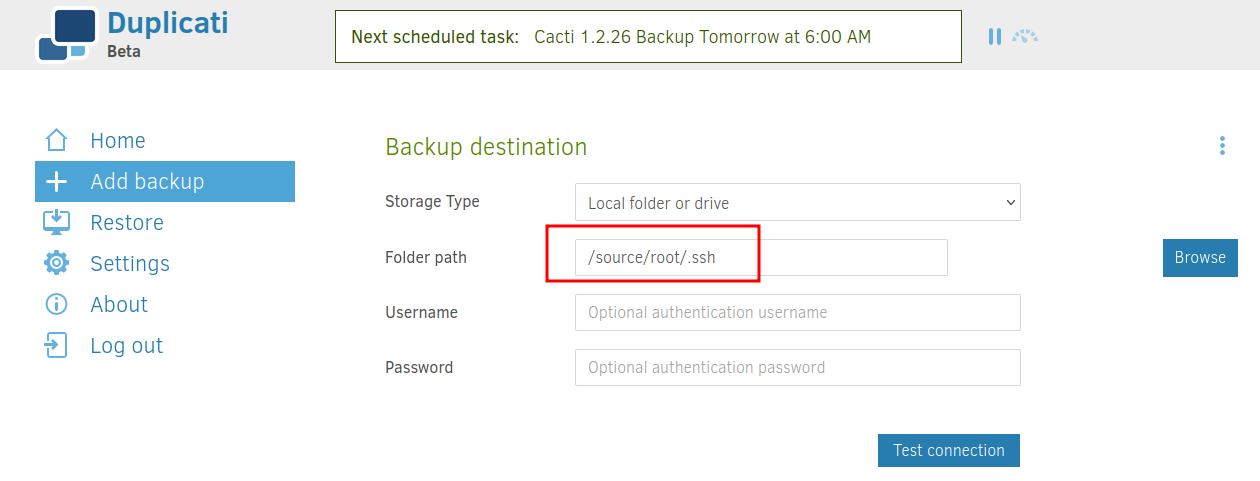 Duplicati
Beta
Next scheduled task: Cacti 1.2.26 Backup Tomorrow at 6:00 AM
Home
Add backup
Restore
Settings
About
Log out
Backup destination
Storage Type Local folder or drive
Folder path /source/root/.ssh Browse
Username Optional authentication username
Password Optional authentication password
Test connection